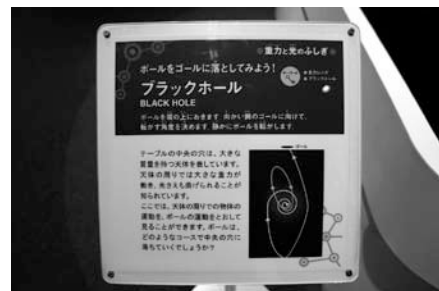 重力と光のふしぎ
ボールをゴールに落としてみよう!
ブラックホール
BLACK HOLE
ボールを溝の上におきます 向かい側のゴールに向けて、
転がす角度を決めます 静かにボールを転がします
テーブルの中央の穴は、大きな
質量を持つ天体を表しています。
天体の周りでは大きな重力が
働き、光さえも曲げられることが
知られています。
ここでは、天体の周りでの物体の
運動を、ボールの運動をとおして
見ることができます。ボールは、
どのようなコースで中央の穴に
落ちていくでしょうか?
ボール